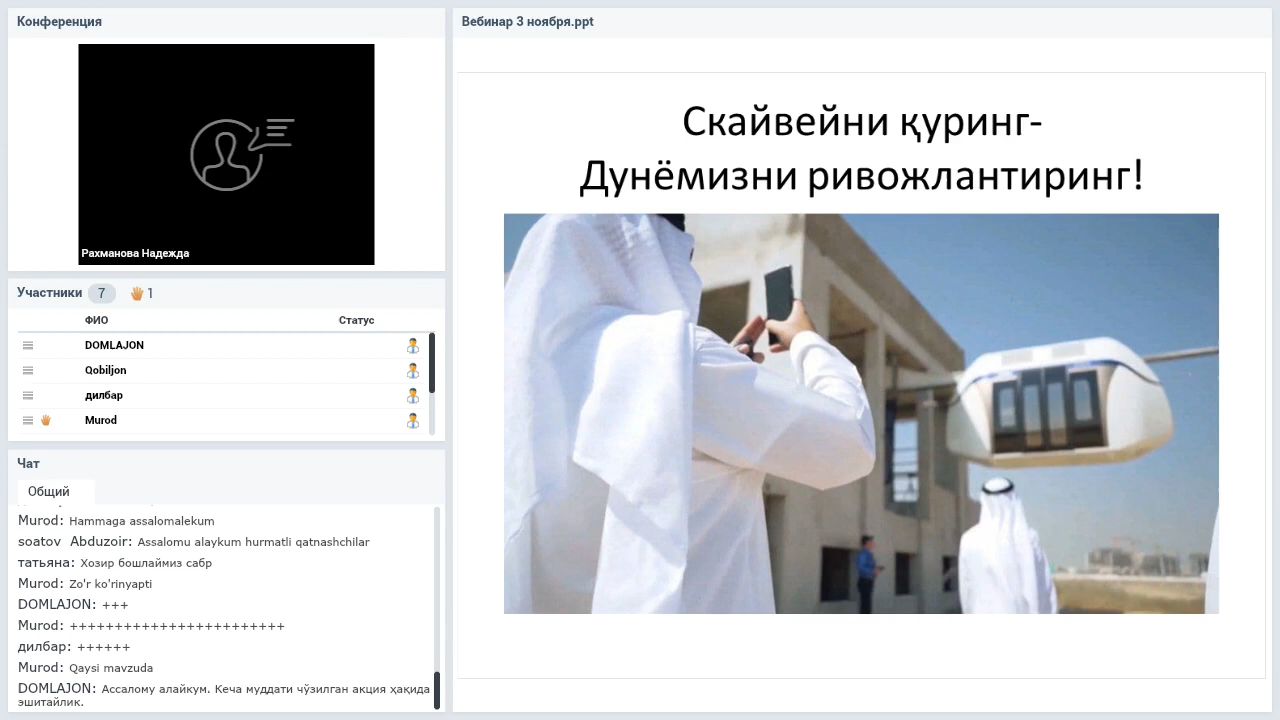 Конференция
Рахманова Надежда
Участники 7 1
ФИО Статус
DOMLAJON
Qobiljon
дилбар
Murod
Чат
Общий
Murod: Hammaga assalomalekum
soatov Abduzoir: Assalomu alaykum hurmatli qatnashchilar
татьяна: Хозир бошлаймиз сабр
Murod: Zo'r ko'rinyapti
DOMLAJON: +++
Murod: ++++++++++++++++++++++++
дилбар: ++++++
Murod: Qaysi mavzuda
DOMLAJON: Ассалому алайкум. Кеча муддати чўзилган акция ҳақида
эшитайлик.
Вебинар 3 ноября.ppt
Скайвейни қуринг-
Дунёмизни ривожлантиринг!